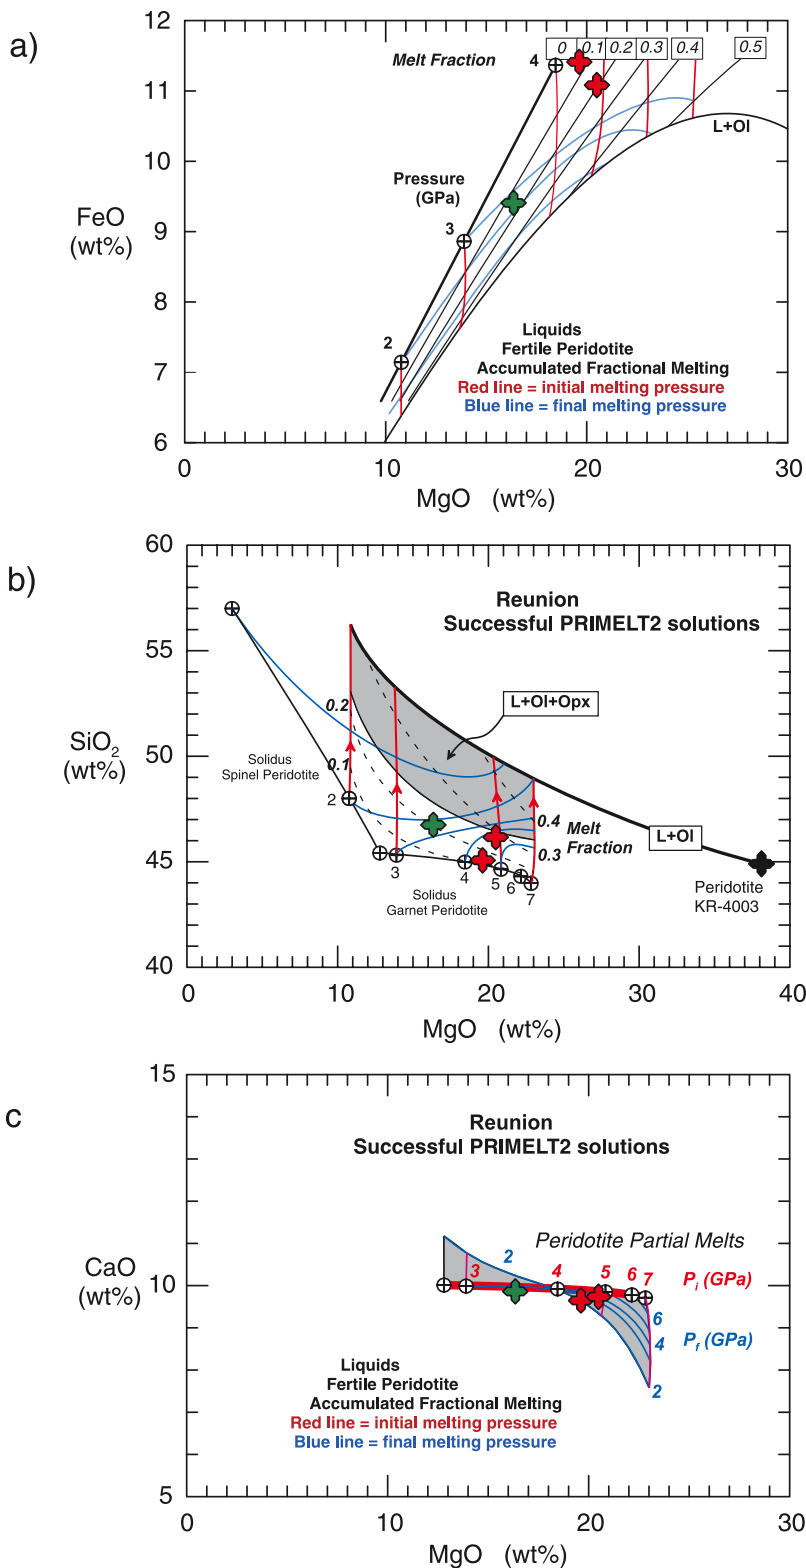 a)
12
11
10
9
8
7
6
FeO
(wt%)
Melt Fraction
4
0
0.1
0.2
0.3
0.4
0.5
L+Ol
Pressure
(GPa)
3
2
Liquids
Fertile Peridotite
Accumulated Fractional Melting
Red line = initial melting pressure
Blue line = final melting pressure
0
10
20
30
MgO (wt%)
b)
60
55
50
45
40
SiO₂
(wt%)
Reunion
Successful PRIMELT2 solutions
L+Ol+Opx
0.2
0.1
Solidus
Spinel Peridotite
2
3
4
5
6
7
0.4
Melt
Fraction
0.3
L+Ol
Solidus
Garnet Peridotite
Peridotite
KR-4003
0
10
20
30
40
MgO (wt%)
c
15
10
5
CaO
(wt%)
Reunion
Successful PRIMELT2 solutions
Peridotite Partial Melts
2
3
4
5
6
7
Pi (GPa)
6
4
Pf (GPa)
2
Liquids
Fertile Peridotite
Accumulated Fractional Melting
Red line = initial melting pressure
Blue line = final melting pressure
0
10
20
30
MgO (wt%)